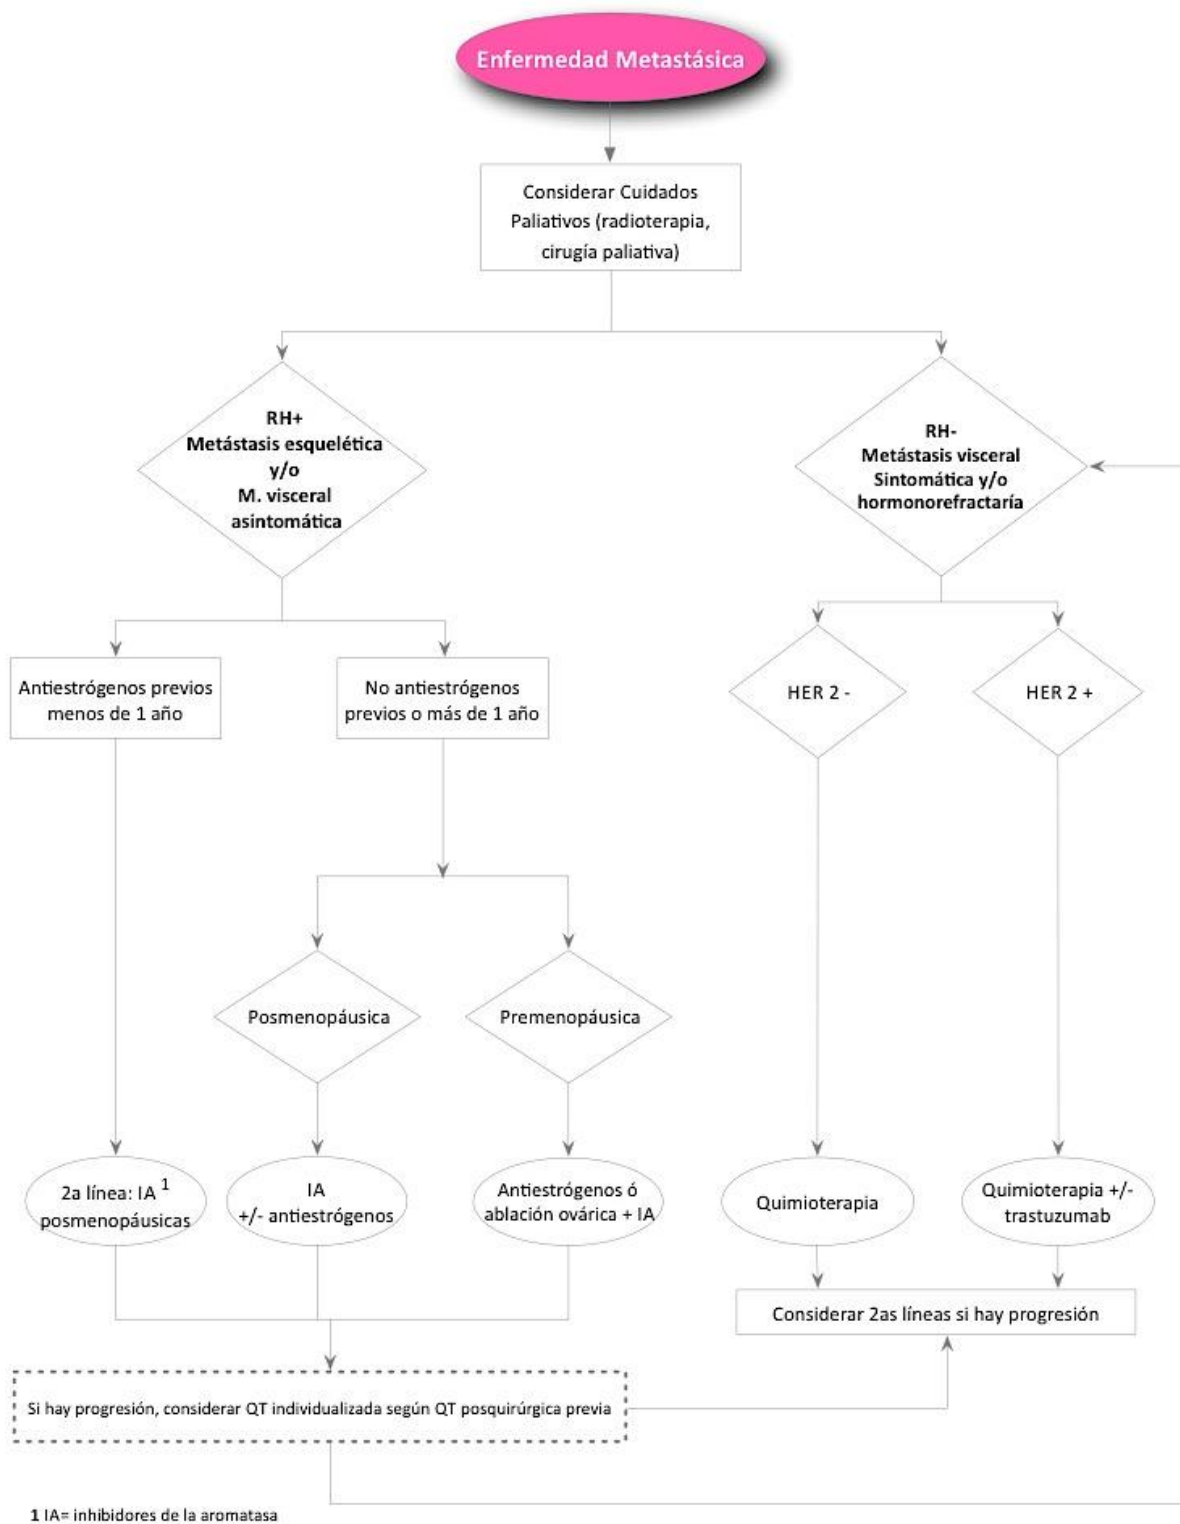 Enfermedad Metastásica
Considerar Cuidados
Paliativos (radioterapia,
cirugía paliativa)
RH+
Metástasis esquelética
y/o
M. visceral
asintomática
RH-
Metástasis visceral
Sintomática y/o
hormonorefractaría
Antiestrógenos previos
menos de 1 año
No antiestrógenos
previos o más de 1 año
HER 2 -
HER 2 +
Posmenopáusica
Premenopáusica
2a línea: IA 1
posmenopáusicas
IA
+/- antiestrógenos
Antiestrógenos ó
ablación ovárica + IA
Quimioterapia
Quimioterapia +/-
trastuzumab
Considerar 2as líneas si hay progresión
Si hay progresión, considerar QT individualizada según QT posquirúrgica previa
1 IA= inhibidores de la aromatasa